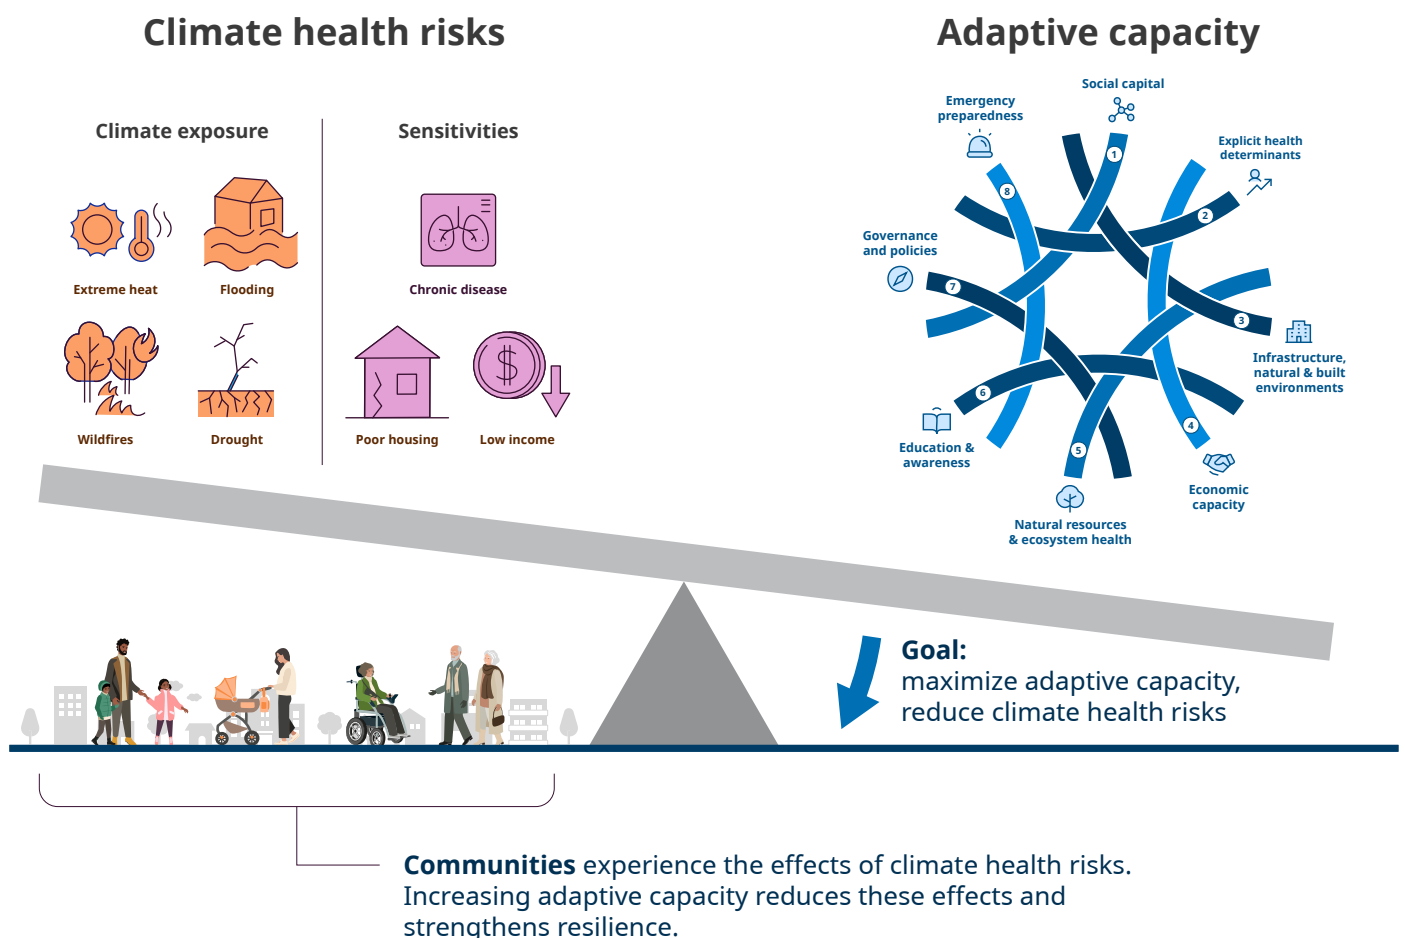 Climate health risks
Adaptive capacity
Climate exposure
Sensitivities
Extreme heat
Flooding
Wildfires
Drought
Chronic disease
Poor housing
Low income
Social capital
1
Explicit health
determinants
2
3
Infrastructure,
natural & built
environments
4
Economic
capacity
5
Natural resources
& ecosystem health
6
Education &
awareness
Governance
and policies
7
Emergency
preparedness
8
$
Goal:
maximize adaptive capacity,
reduce climate health risks
Communities experience the effects of climate health risks.
Increasing adaptive capacity reduces these effects and
strengthens resilience.